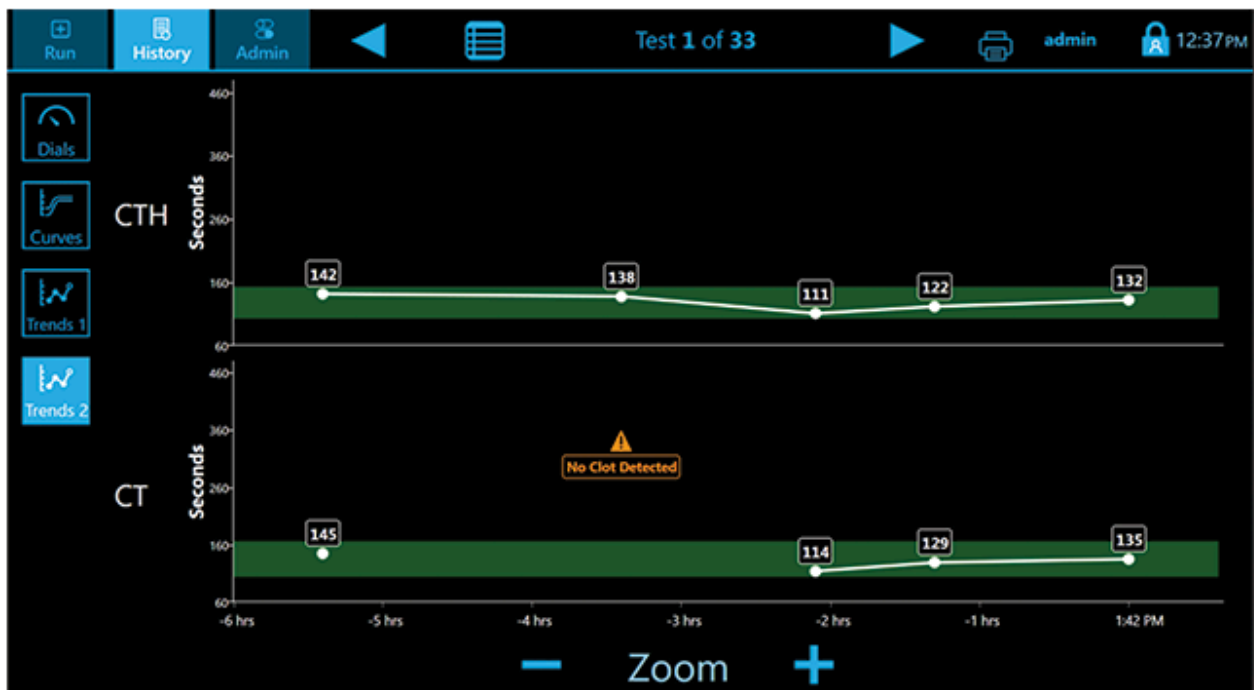 Run
History
Admin
Test 1 of 33
admin
12:37 PM
Dials
Curves
Trends 1
Trends 2
CTH
Seconds
460
360
260
160
60
142
138
111
122
132
CT
Seconds
460
360
260
160
60
No Clot Detected
145
114
129
135
-6 hrs
-5 hrs
-4 hrs
-3 hrs
-2 hrs
-1 hrs
1:42 PM
Zoom